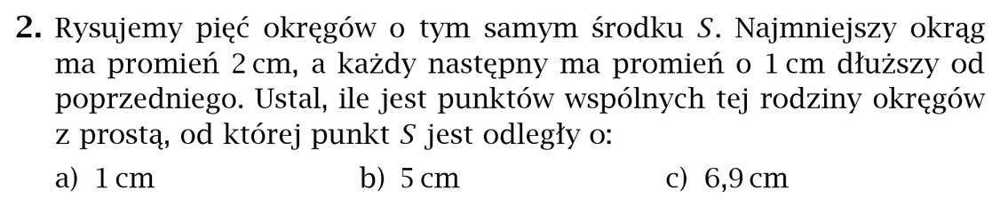 2. Rysujemy pięć okręgów o tym samym środku S. Najmniejszy okrąg
ma promień 2 cm, a każdy następny ma promień o 1 cm dłuższy od
poprzedniego. Ustal, ile jest punktów wspólnych tej rodziny okręgów
z prostą, od której punkt S jest odległy o:
a) 1 cm b) 5 cm c) 6,9 cm